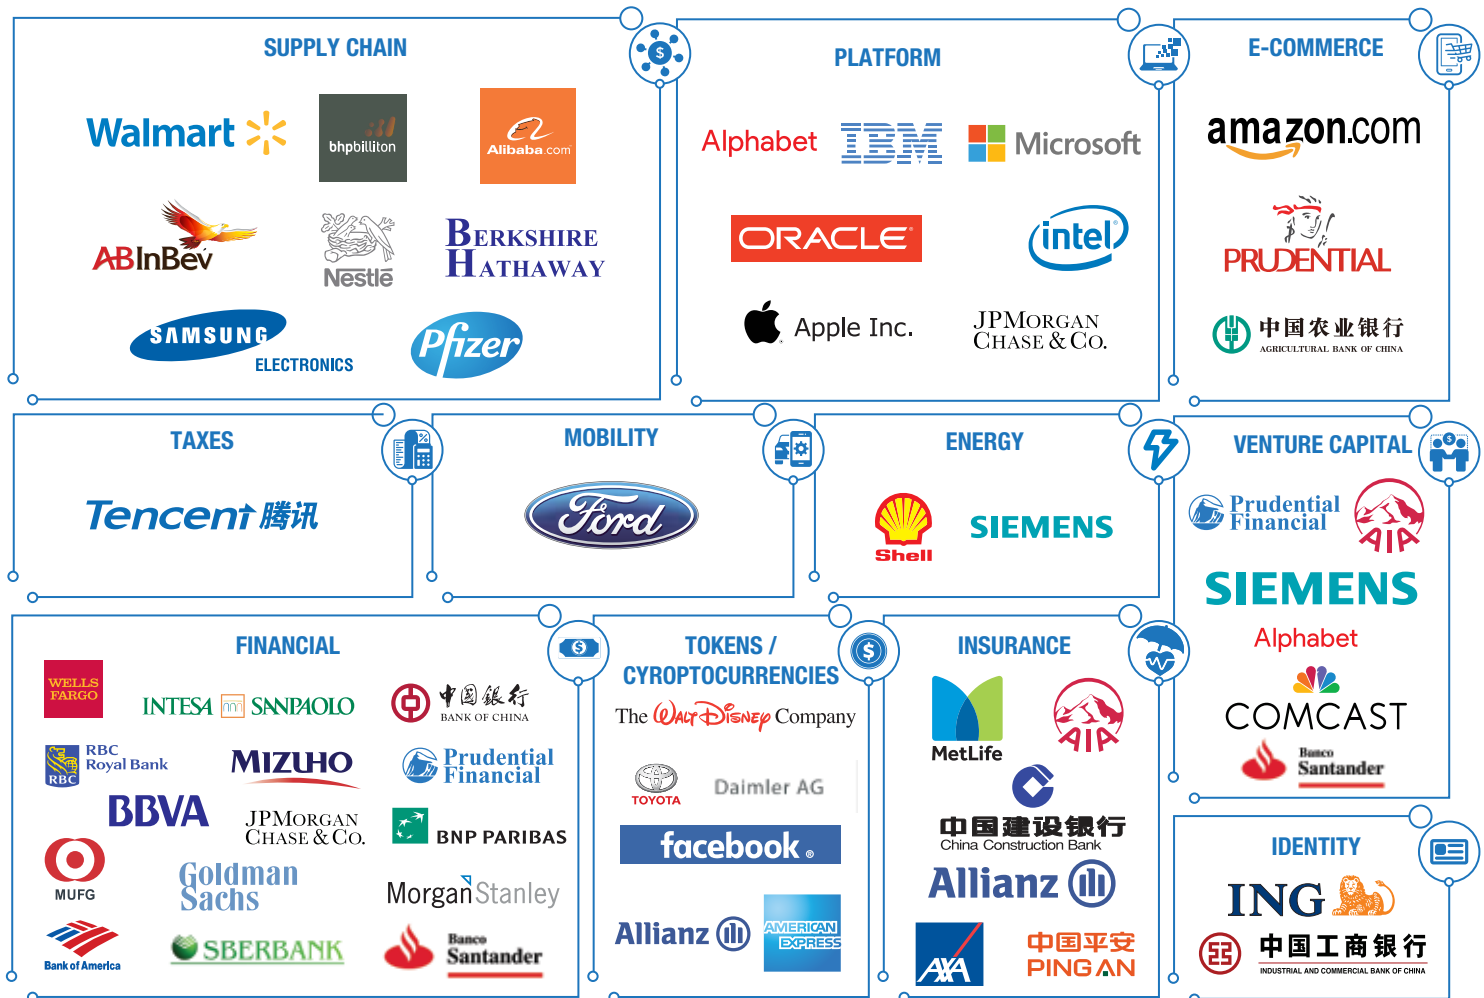 SUPPLY CHAIN
Walmart
bhpbilliton
Alibaba.com
ABInBev
Nestlé
BERKSHIRE
HATHAWAY
SAMSUNG
ELECTRONICS
Pfizer
PLATFORM
Alphabet
IBM
Microsoft
ORACLE
intel
Apple Inc.
JPMORGAN
CHASE & CO.
E-COMMERCE
amazon.com
PRUDENTIAL
中国农业银行
AGRICULTURAL BANK OF CHINA
TAXES
Tencent 腾讯
MOBILITY
Ford
ENERGY
Shell
SIEMENS
VENTURE CAPITAL
Prudential
Financial
AIA
SIEMENS
Alphabet
COMCAST
Banco
Santander
FINANCIAL
WELLS
FARGO
INTESA SANPAOLO
中国銀行
BANK OF CHINA
RBC
RBC
Royal Bank
MIZUHO
Prudential
Financial
BBVA
JPMORGAN
CHASE & CO.
BNP PARIBAS
MUFG
Goldman
Sachs
Morgan Stanley
Bank of America
SBERBANK
Banco
Santander
TOKENS /
CYROPTOCURRENCIES
The WALT DISNEY Company
TOYOTA
Daimler AG
facebook®
Allianz
AMERICAN
EXPRESS
INSURANCE
MetLife
AIA
中国建设银行
China Construction Bank
Allianz
AXA
中国平安
PING AN
IDENTITY
ING
中国工商银行
INDUSTRIAL AND COMMERCIAL BANK OF CHINA